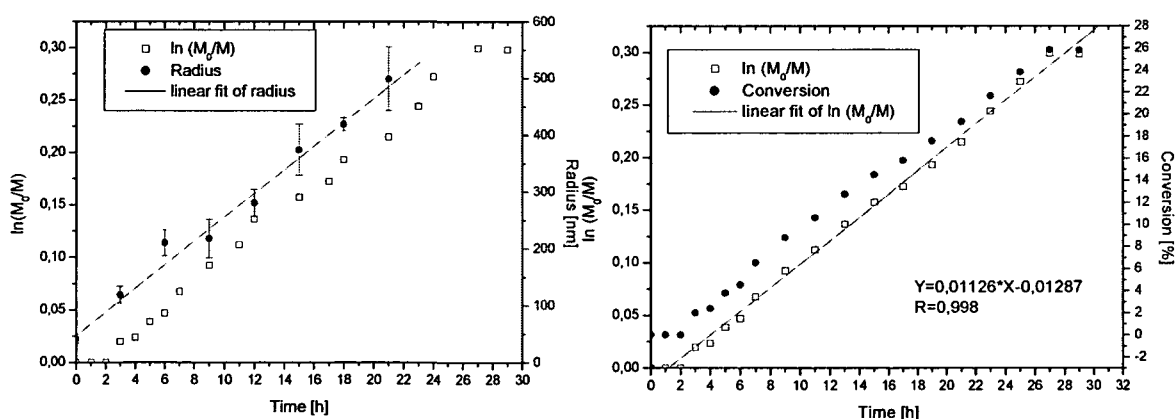 0,30
0,25
0,20
0,15
0,10
0,05
0,00
ln(M0/M)
ln (M0/M)
Radius
linear fit of radius
600
500
400
300
200
100
0
Radius [nm]
0 2 4 6 8 10 12 14 16 18 20 22 24 26 28 30
Time [h]
0,30
0,25
0,20
0,15
0,10
0,05
0,00
ln (M0/M)
ln (M0/M)
Conversion
linear fit of ln (M0/M)
Y=0,01126*X-0,01287
R=0,998
28
26
24
22
20
18
16
14
12
10
8
6
4
2
0
-2
Conversion [%]
0 2 4 6 8 10 12 14 16 18 20 22 24 26 28 30 32
Time [h]